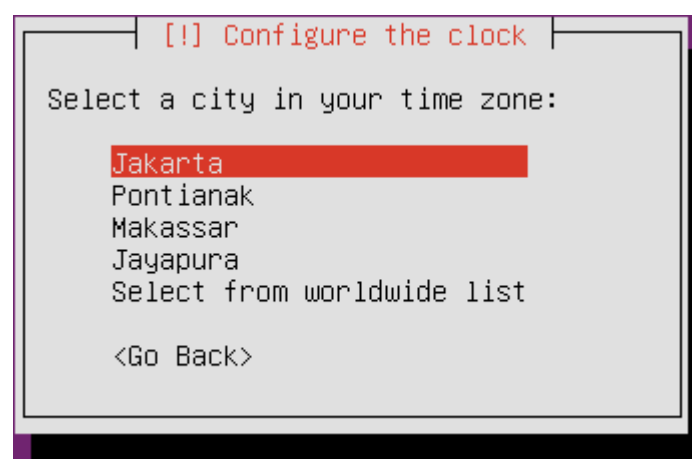 [!] Configure the clock
Select a city in your time zone:
Jakarta
Pontianak
Makassar
Jayapura
Select from worldwide list
<Go Back>